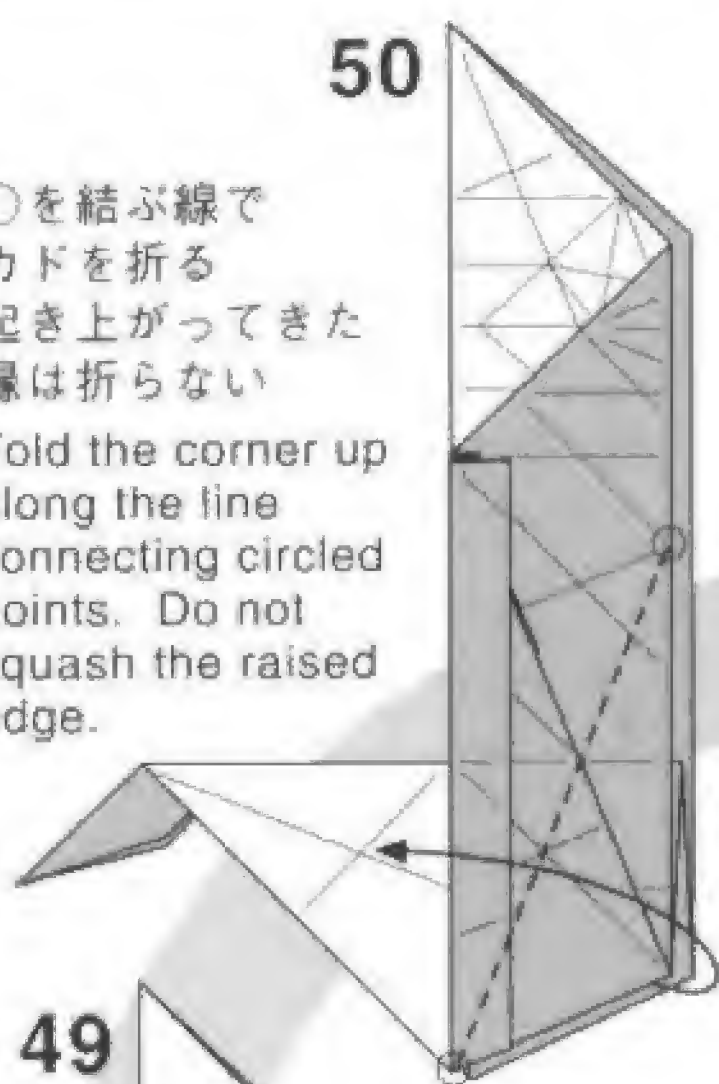 50
○を結ぶ線で
カドを折る
起き上がってきた
縁は折らない
old the corner up
long the line
onnecting circled
oints. Do not
quash the raised
dge.
49